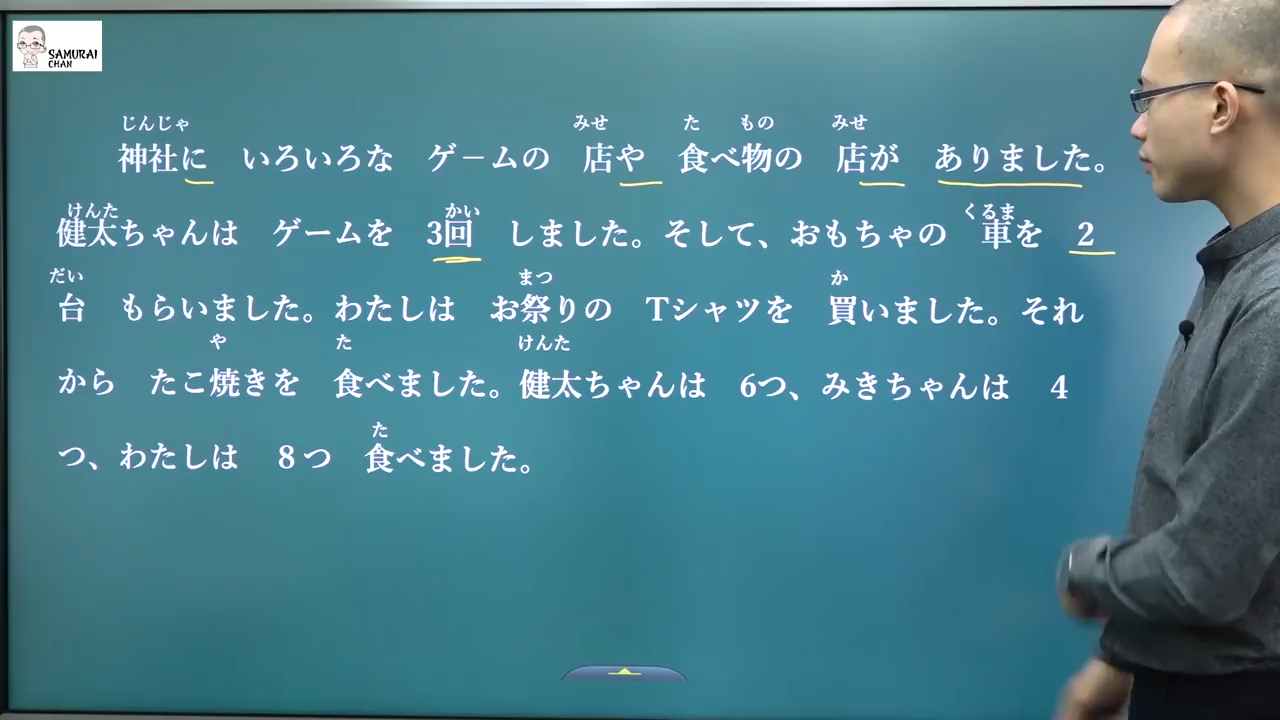 SAMURAI
CHAN
じんじゃ みせ た もの みせ
神社に いろいろな ゲームの 店や 食べ物の 店が ありました。
けんた かい くるま
健太ちゃんは ゲームを 3回 しました。そして、おもちゃの 車を 2
だい まつ か
台 もらいました。わたしは お祭りの Tシャツを 買いました。それ
や た けんた
から たこ焼きを 食べました。健太ちゃんは 6つ、みきちゃんは 4
た
つ、わたしは 8つ 食べました。